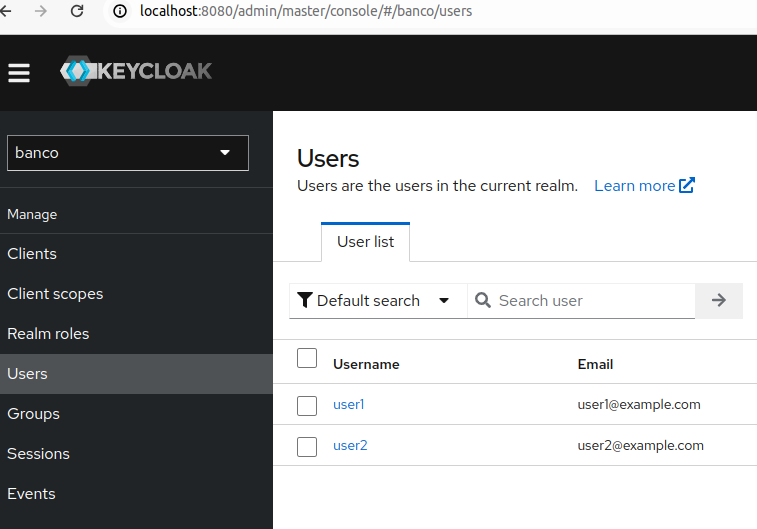 localhost:8080/admin/master/console/#/banco/users
KEYCLOAK
banco
Manage
Clients
Client scopes
Realm roles
Users
Groups
Sessions
Events
Users
Users are the users in the current realm. Learn more
User list
Default search Search user
Username Email
user1 user1@example.com
user2 user2@example.com